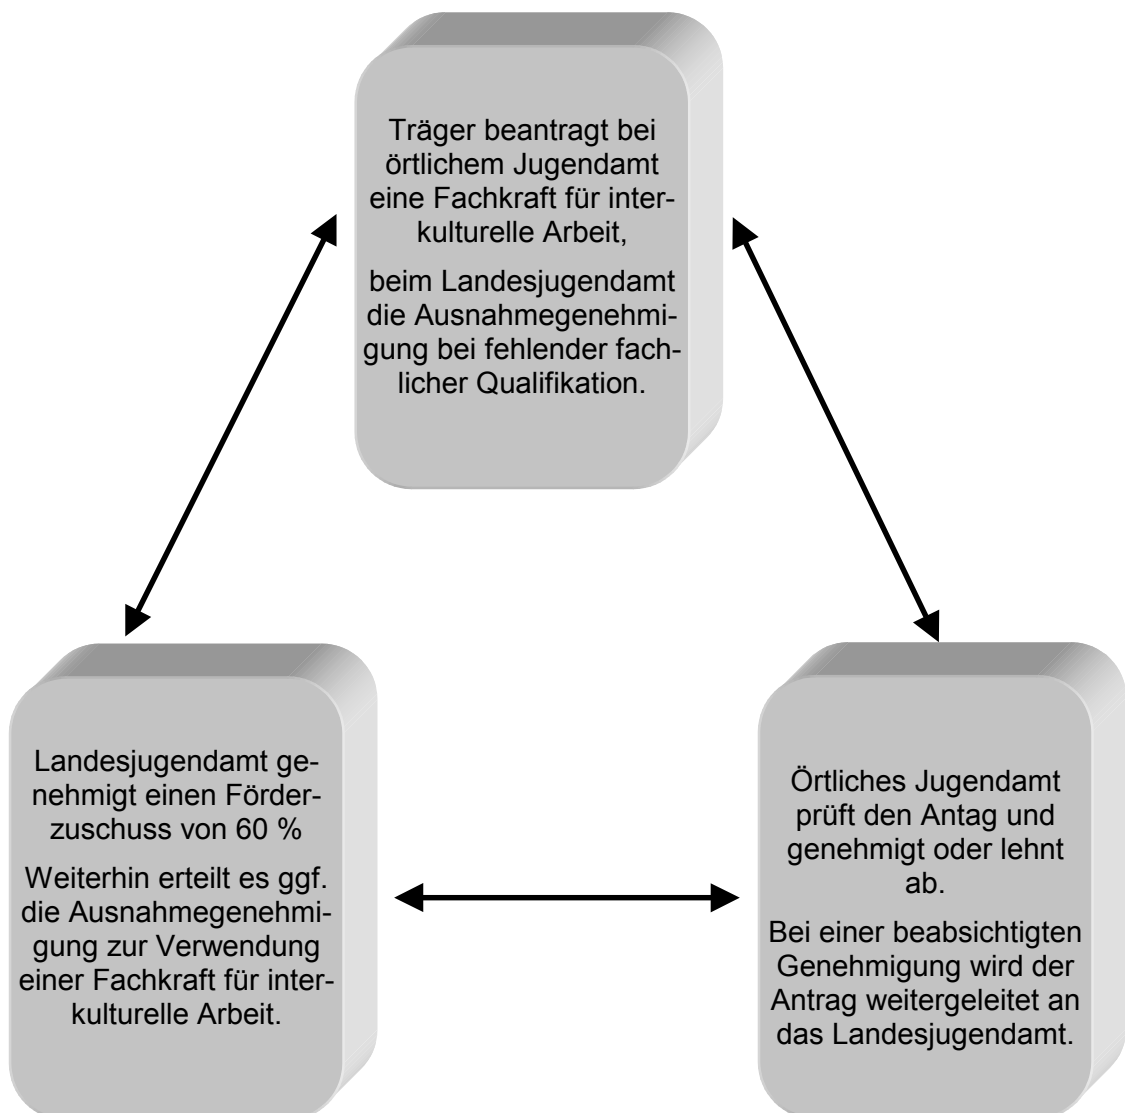 Träger beantragt bei
örtlichem Jugendamt
eine Fachkraft für inter-
kulturelle Arbeit,
beim Landesjugendamt
die Ausnahmegenehmi-
gung bei fehlender fach-
licher Qualifikation.
Landesjugendamt ge-
nehmigt einen Förder-
zuschuss von 60 %
Weiterhin erteilt es ggf.
die Ausnahmegenehmi-
gung zur Verwendung
einer Fachkraft für inter-
kulturelle Arbeit.
Örtliches Jugendamt
prüft den Antag und
genehmigt oder lehnt
ab.
Bei einer beabsichtigten
Genehmigung wird der
Antrag weitergeleitet an
das Landesjugendamt.